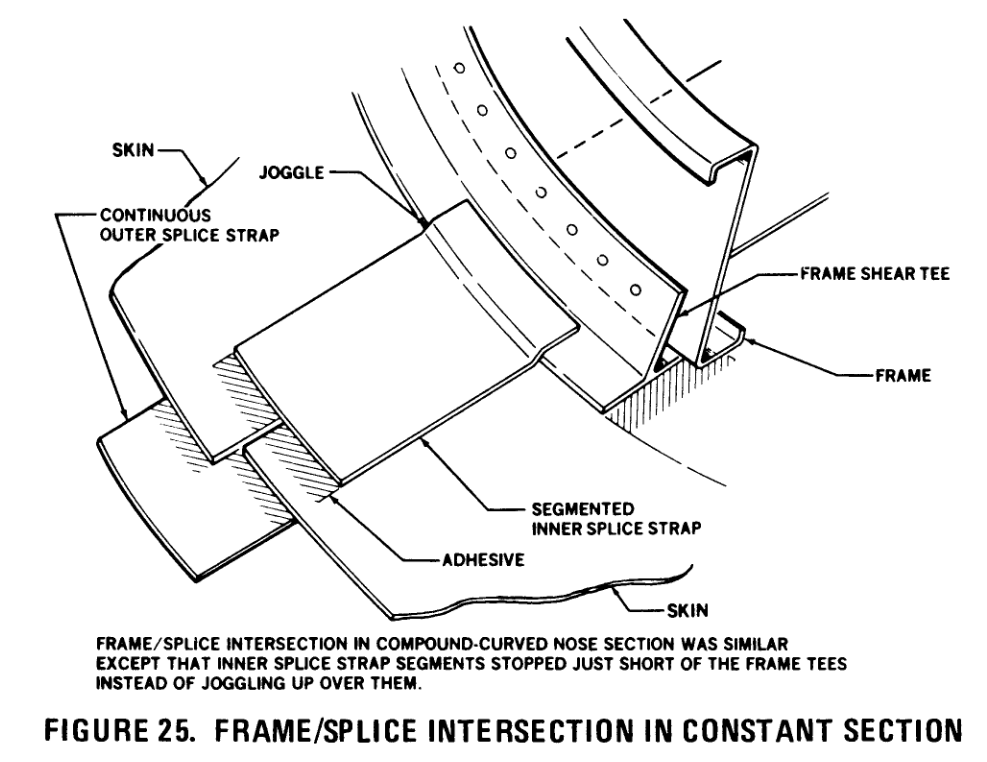 SKIN
JOGGLE
CONTINUOUS
OUTER SPLICE STRAP
FRAME SHEAR TEE
FRAME
SEGMENTED
INNER SPLICE STRAP
ADHESIVE
SKIN
FRAME/SPLICE INTERSECTION IN COMPOUND-CURVED NOSE SECTION WAS SIMILAR
EXCEPT THAT INNER SPLICE STRAP SEGMENTS STOPPED JUST SHORT OF THE FRAME TEES
INSTEAD OF JOGGLING UP OVER THEM.
FIGURE 25. FRAME/SPLICE INTERSECTION IN CONSTANT SECTION